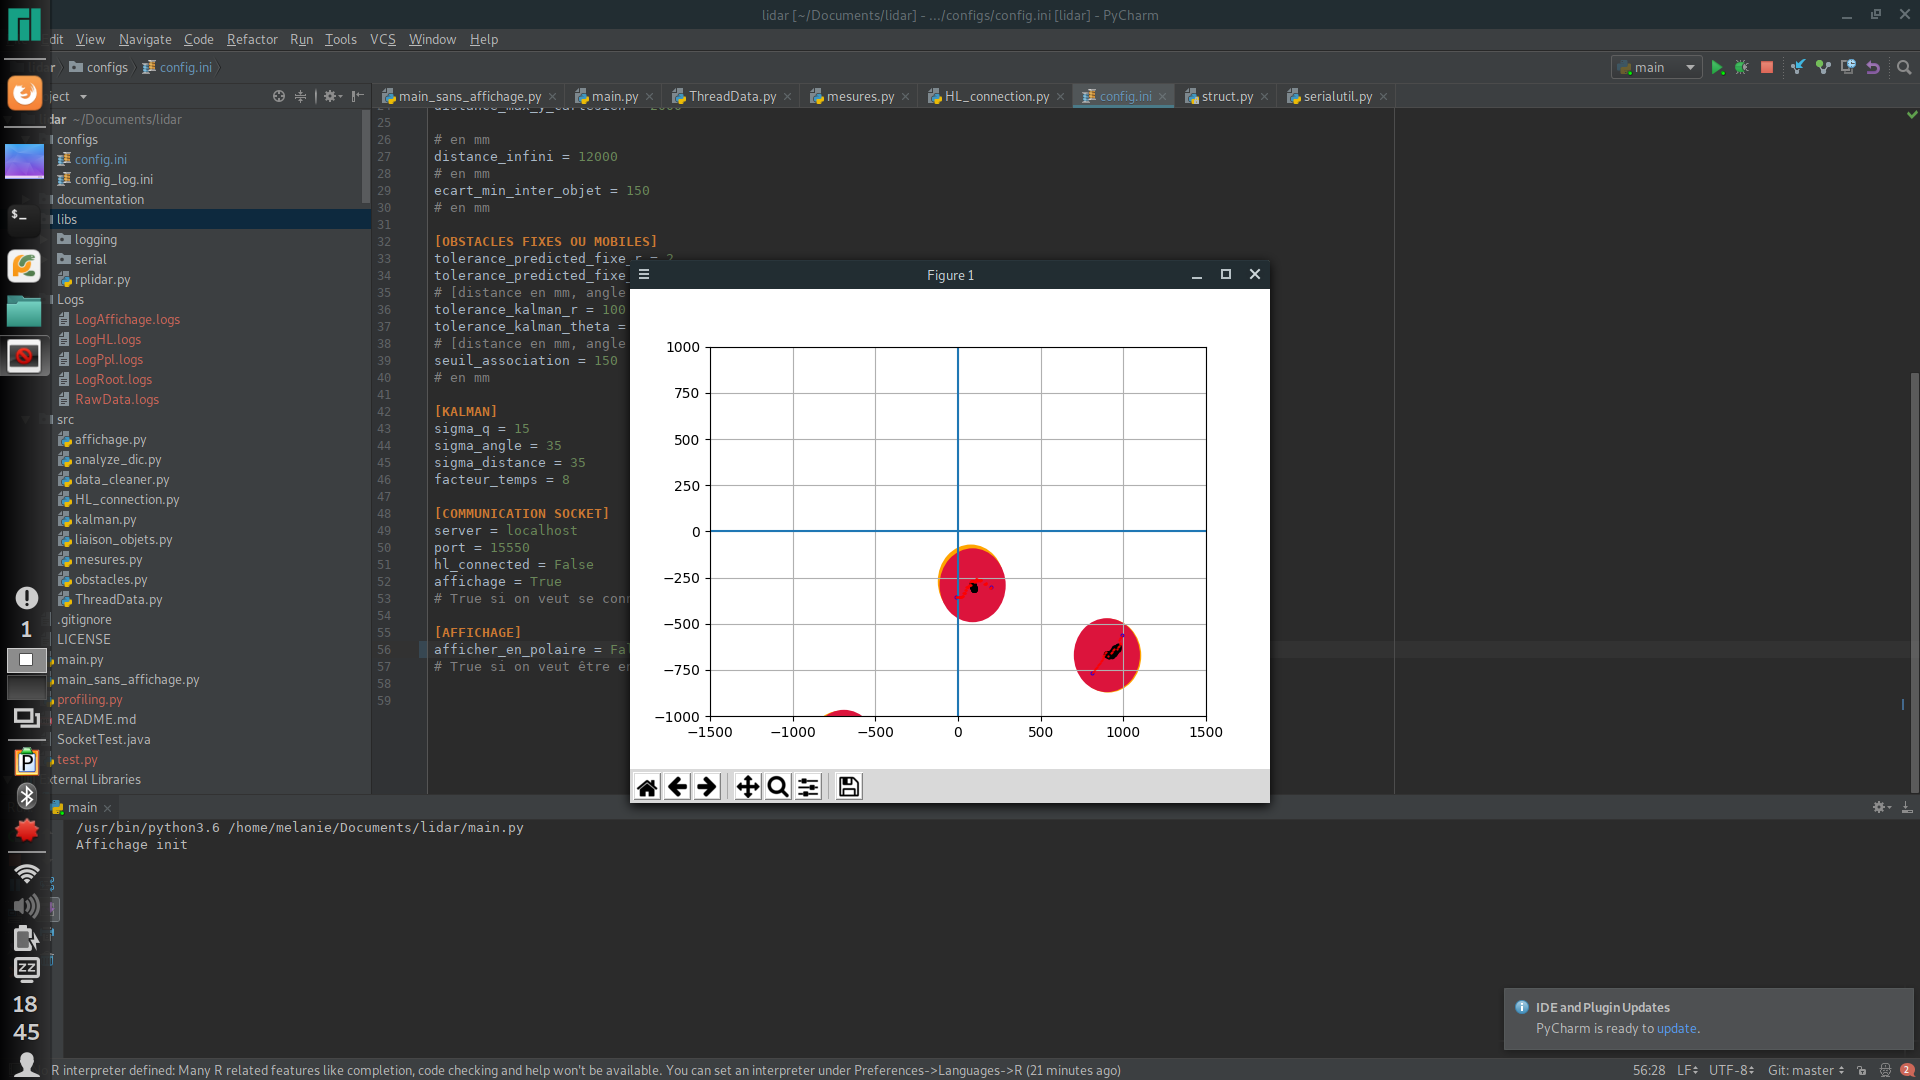 lidar [~/Documents/lidar] - .../configs/config.ini [lidar] - PyCharm
dit View Navigate Code Refactor Run Tools VCS Window Help
configs config.ini
main
ject
main_sans_affichage.py main.py ThreadData.py mesures.py HL_connection.py config.ini struct.py serialutil.py
dar ~/Documents/lidar
configs
config.ini
config_log.ini
documentation
libs
logging
serial
rplidar.py
Logs
LogAffichage.logs
LogHL.logs
LogPpl.logs
LogRoot.logs
RawData.logs
src
affichage.py
analyze_dic.py
data_cleaner.py
HL_connection.py
kalman.py
liaison_objets.py
mesures.py
obstacles.py
ThreadData.py
.gitignore
LICENSE
main.py
main_sans_affichage.py
profiling.py
README.md
SocketTest.java
test.py
xternal Libraries
25
26 # en mm
27 distance_infini = 12000
28 # en mm
29 ecart_min_inter_objet = 150
30 # en mm
31
32 [OBSTACLES FIXES OU MOBILES]
33 tolerance_predicted_fixe_r = 2
34 tolerance_predicted_fixe_
35 # [distance en mm, angle
36 tolerance_kalman_r = 100
37 tolerance_kalman_theta =
38 # [distance en mm, angle
39 seuil_association = 150
40 # en mm
41
42 [KALMAN]
43 sigma_q = 15
44 sigma_angle = 35
45 sigma_distance = 35
46 facteur_temps = 8
47
48 [COMMUNICATION SOCKET]
49 server = localhost
50 port = 15550
51 hl_connected = False
52 affichage = True
53 # True si on veut se con
54
55 [AFFICHAGE]
56 afficher_en_polaire = Fa
57 # True si on veut être e
58
59
Figure 1
1000
750
500
250
0
−250
−500
−750
−1000
−1500 −1000 −500 0 500 1000 1500
main
/usr/bin/python3.6 /home/melanie/Documents/lidar/main.py
Affichage init
1
18
45
IDE and Plugin Updates
PyCharm is ready to update.
R interpreter defined: Many R related features like completion, code checking and help won't be available. You can set an interpreter under Preferences->Languages->R (21 minutes ago)
56:28 LF UTF-8 Git: master 2